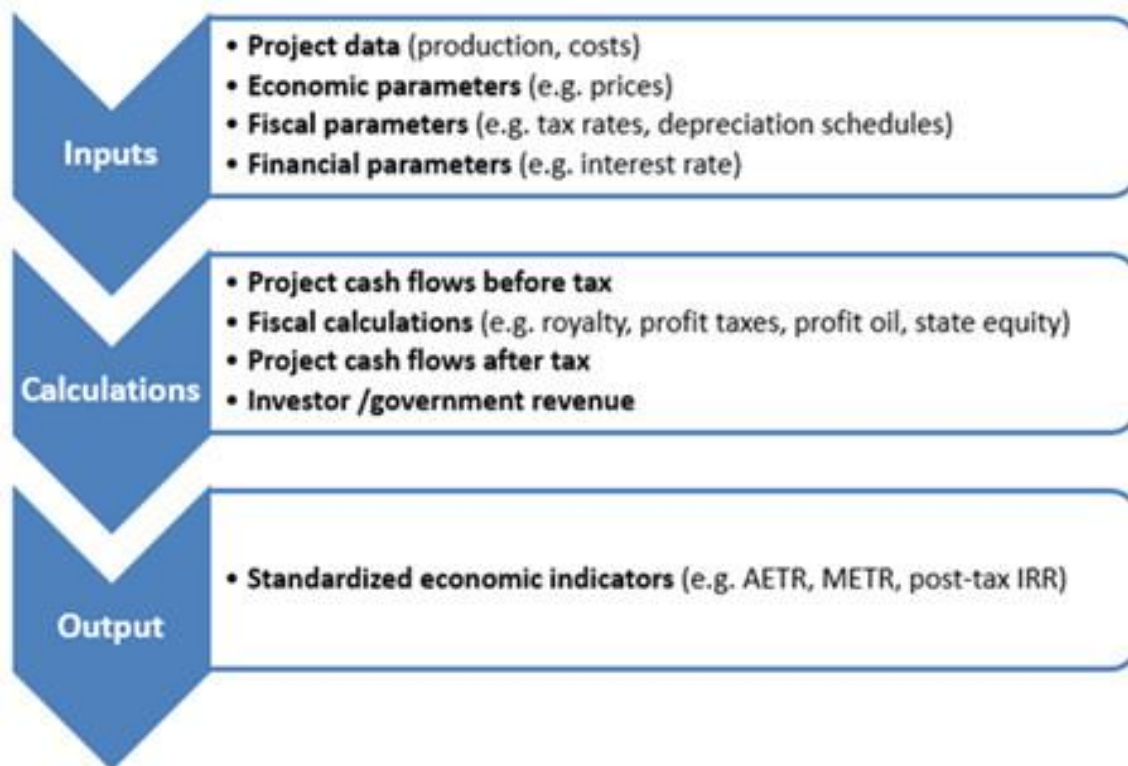 Inputs
• Project data (production, costs)
• Economic parameters (e.g. prices)
• Fiscal parameters (e.g. tax rates, depreciation schedules)
• Financial parameters (e.g. interest rate)
Calculations
• Project cash flows before tax
• Fiscal calculations (e.g. royalty, profit taxes, profit oil, state equity)
• Project cash flows after tax
• Investor /government revenue
Output
• Standardized economic indicators (e.g. AETR, METR, post-tax IRR)